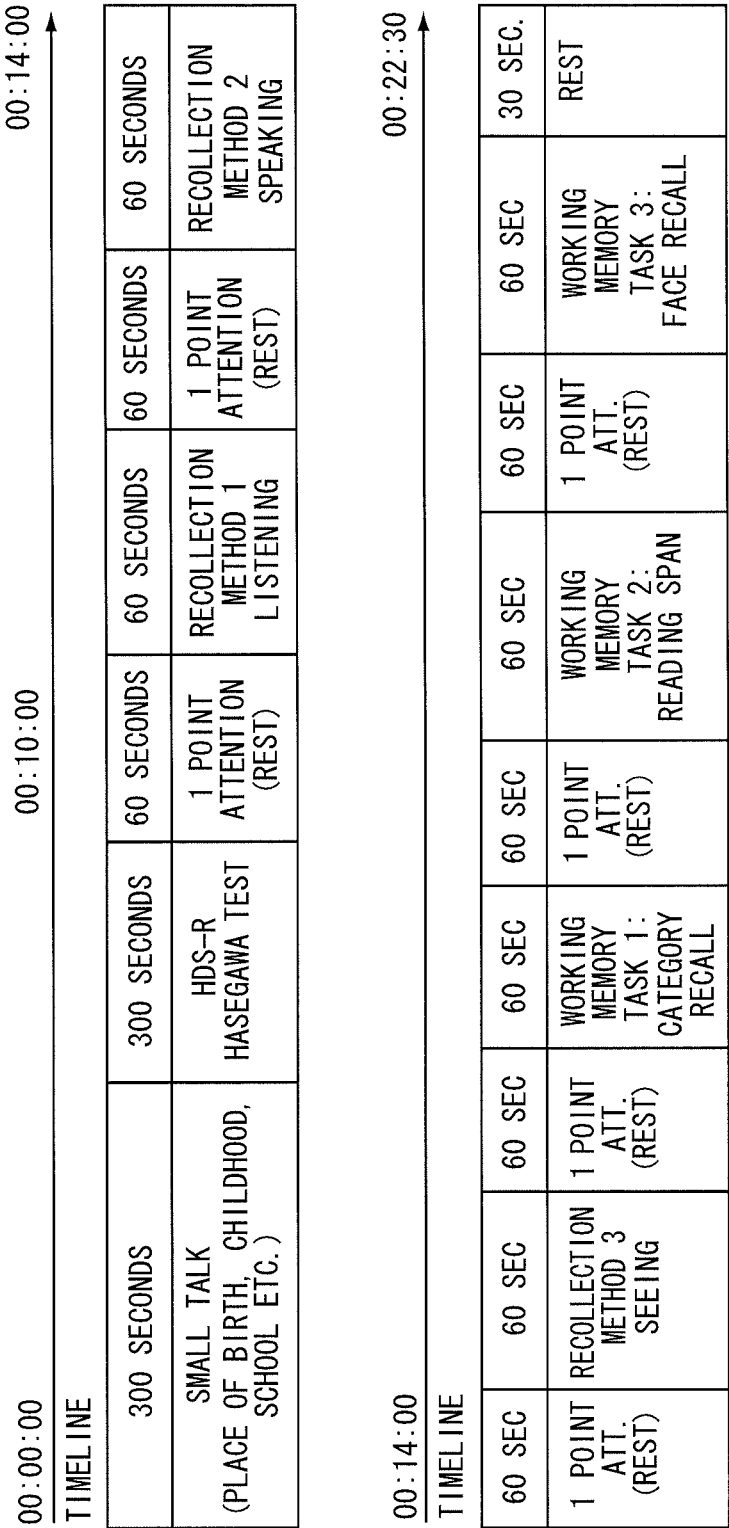 00:00:00
00:10:00
00:14:00
TIMELINE
300 SECONDS
300 SECONDS
60 SECONDS
60 SECONDS
60 SECONDS
60 SECONDS
SMALL TALK
(PLACE OF BIRTH, CHILDHOOD,
SCHOOL ETC.)
HDS-R
HASEGAWA TEST
1 POINT
ATTENTION
(REST)
RECOLLECTION
METHOD 1
LISTENING
1 POINT
ATTENTION
(REST)
RECOLLECTION
METHOD 2
SPEAKING
00:14:00
00:22:30
TIMELINE
60 SEC
60 SEC
60 SEC
60 SEC
60 SEC
60 SEC
60 SEC
60 SEC
30 SEC.
1 POINT
ATT.
(REST)
RECOLLECTION
METHOD 3
SEEING
1 POINT
ATT.
(REST)
WORKING
MEMORY
TASK 1:
CATEGORY
RECALL
1 POINT
ATT.
(REST)
WORKING
MEMORY
TASK 2:
READING SPAN
1 POINT
ATT.
(REST)
WORKING
MEMORY
TASK 3:
FACE RECALL
REST